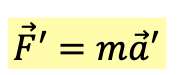 F⃗′ = ma⃗′